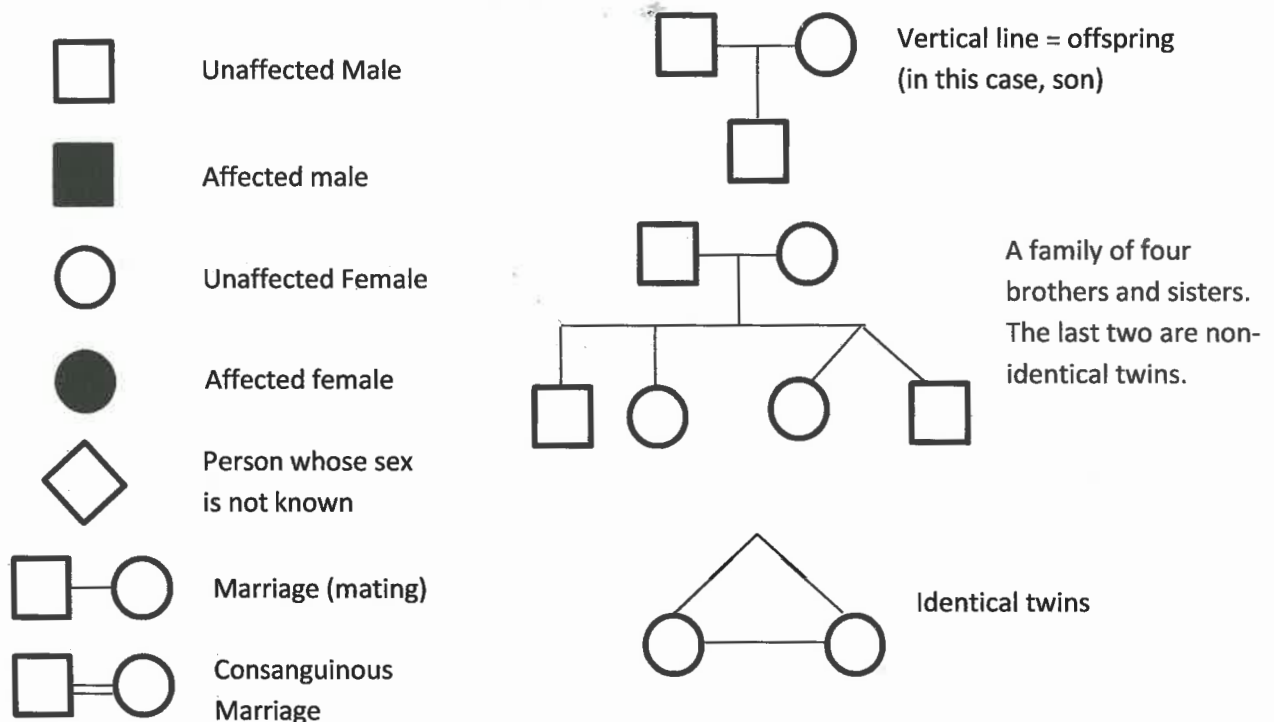 Unaffected Male
Affected male
Unaffected Female
Affected female
Person whose sex
is not known
Marriage (mating)
Consanguinous
Marriage
Vertical line = offspring
(in this case, son)
A family of four
brothers and sisters.
The last two are non-
identical twins.
Identical twins